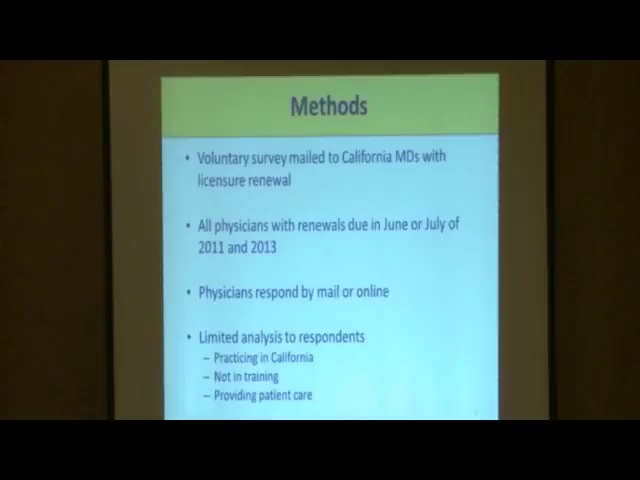 Methods
• Voluntary survey mailed to California MDs with
licensure renewal
• All physicians with renewals due in June or July of
2011 and 2013
• Physicians respond by mail or online
• Limited analysis to respondents
– Practicing in California
– Not in training
– Providing patient care